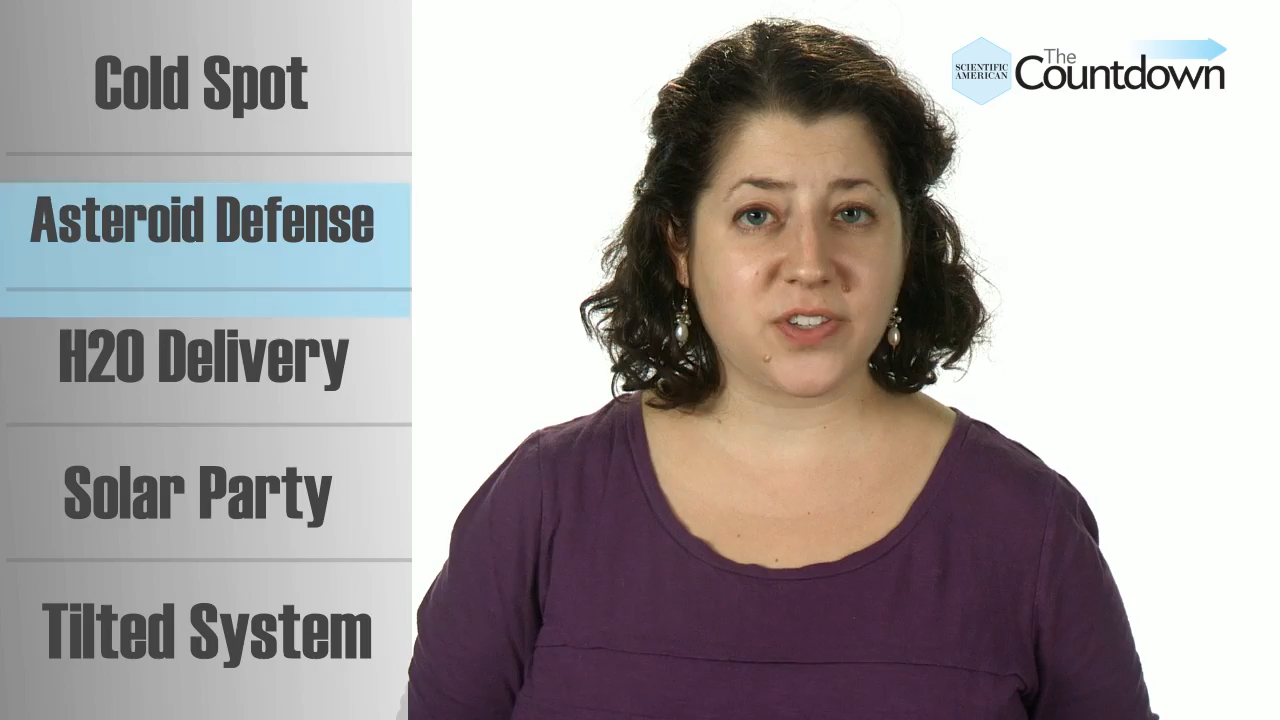 Cold Spot
Asteroid Defense
H2O Delivery
Solar Party
Tilted System
SCIENTIFIC
AMERICAN
The
Countdown